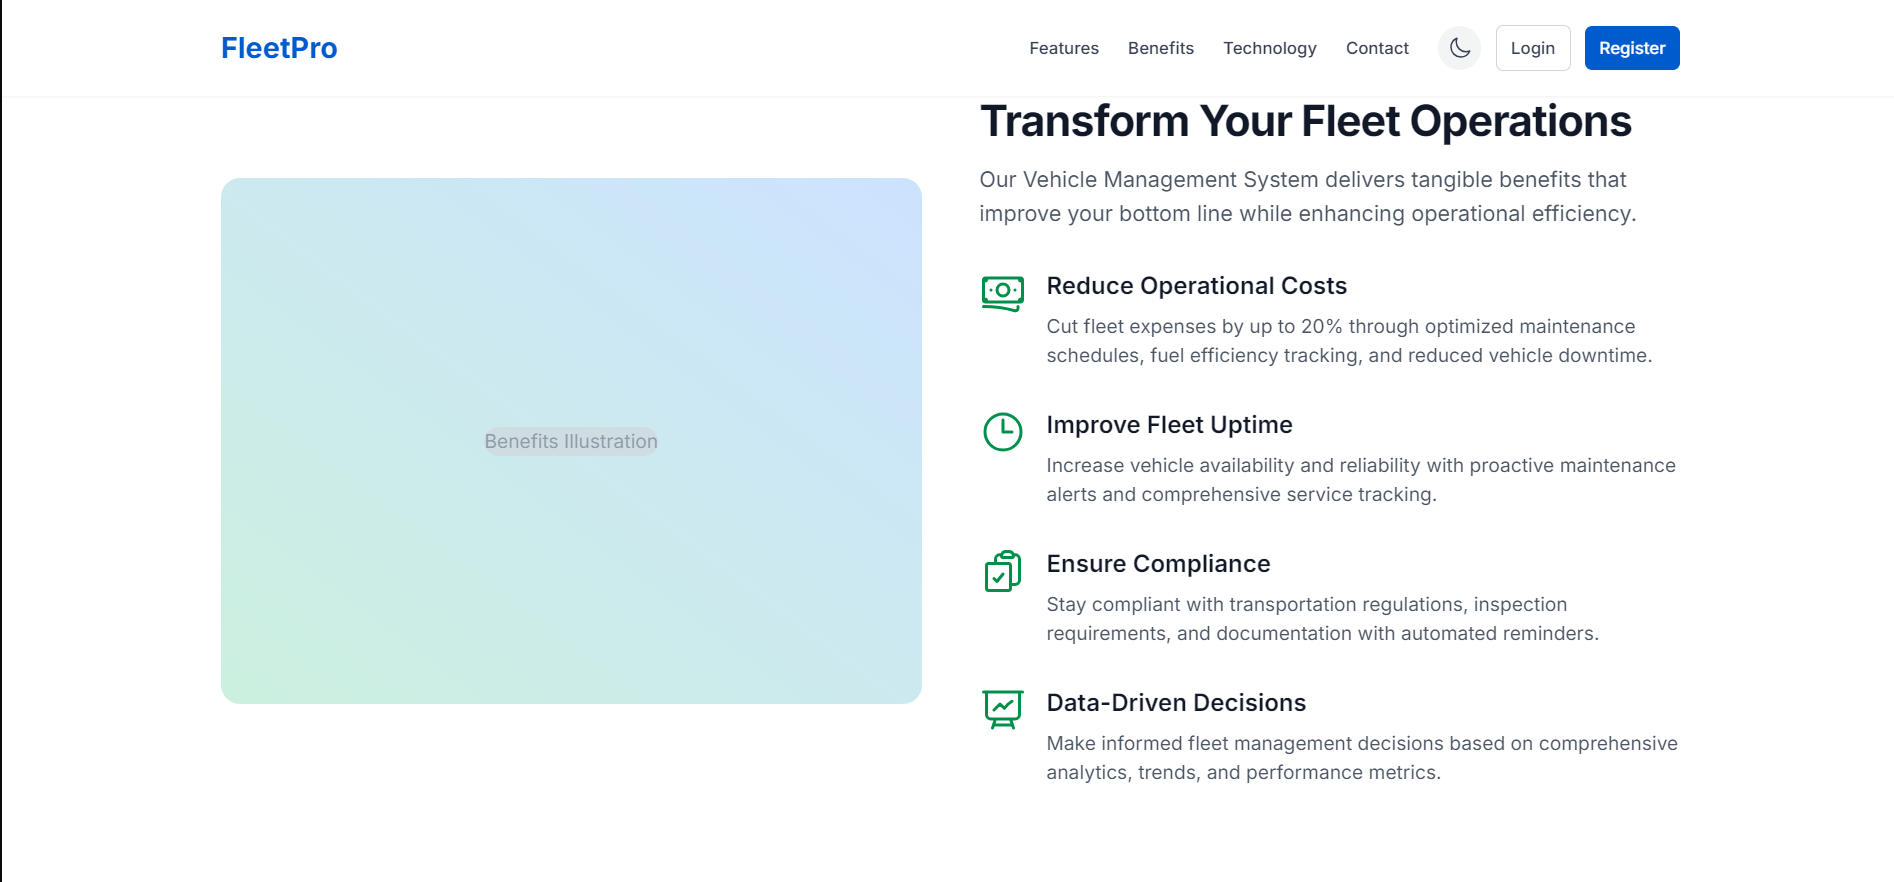 FleetPro
Features
Benefits
Technology
Contact
Login
Register
Benefits Illustration
Transform Your Fleet Operations
Our Vehicle Management System delivers tangible benefits that
improve your bottom line while enhancing operational efficiency.
Reduce Operational Costs
Cut fleet expenses by up to 20% through optimized maintenance
schedules, fuel efficiency tracking, and reduced vehicle downtime.
Improve Fleet Uptime
Increase vehicle availability and reliability with proactive maintenance
alerts and comprehensive service tracking.
Ensure Compliance
Stay compliant with transportation regulations, inspection
requirements, and documentation with automated reminders.
Data-Driven Decisions
Make informed fleet management decisions based on comprehensive
analytics, trends, and performance metrics.